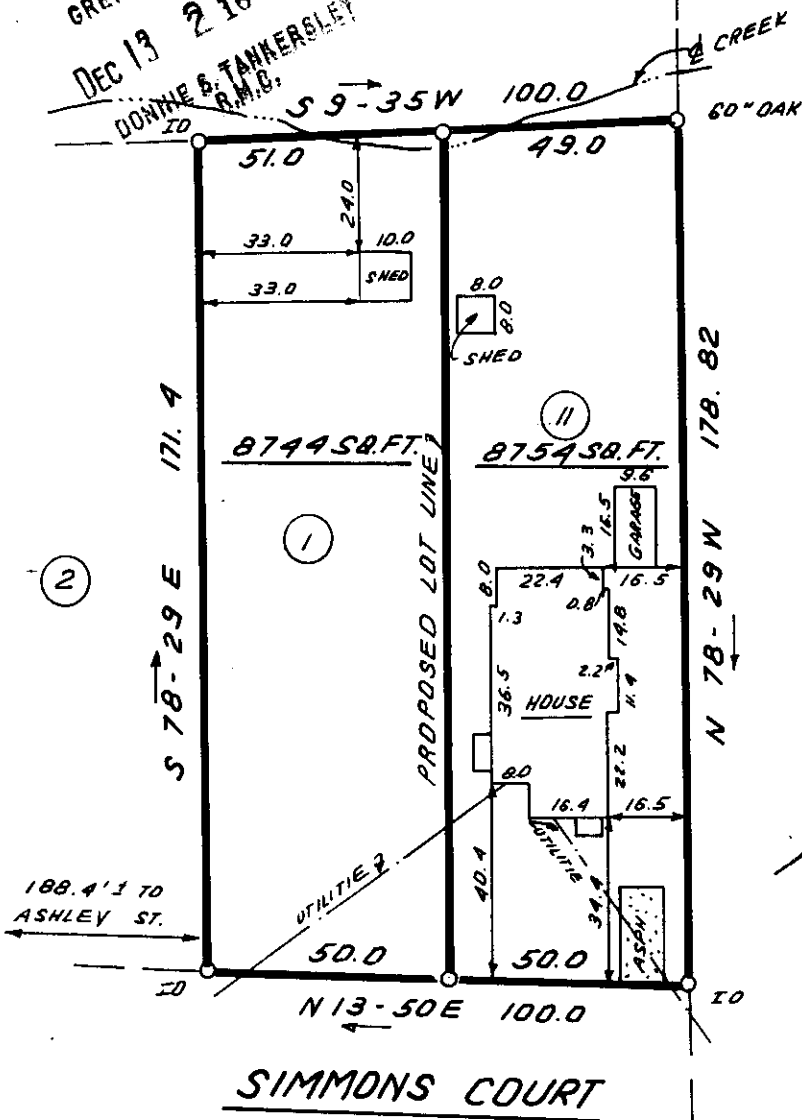 DEC 13 2 16
DONNIE S. TANKERSLEY
R.M.C.
℄ CREEK
S 9-35 W 100.0
60" OAK
IO
51.0
49.0
24.0
33.0
10.0
SHED
33.0
8.0
8.0
SHED
171.4
S 78-29 E
178.82
N 78-29 W
11
8744 SQ.FT.
8754 SQ.FT.
PROPOSED LOT LINE
1
2
9.6
16.5
GARAGE
3.3
8.0
22.4
16.5
0.8
1.3
14.8
2.2
36.5
HOUSE
11.4
22.2
8.0
16.4
16.5
UTILITIE
UTILITIE
40.4
34.4
ASPH
188.4'± TO
ASHLEY ST.
50.0
50.0
IO
IO
N 13-50 E 100.0
SIMMONS COURT